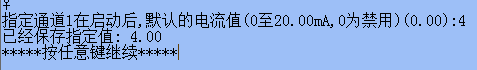 ¥
指定通道1在启动后,默认的电流值(0至20.00mA,0为禁用)(0.00):4
已经保存指定值: 4.00
*****按任意键继续*****